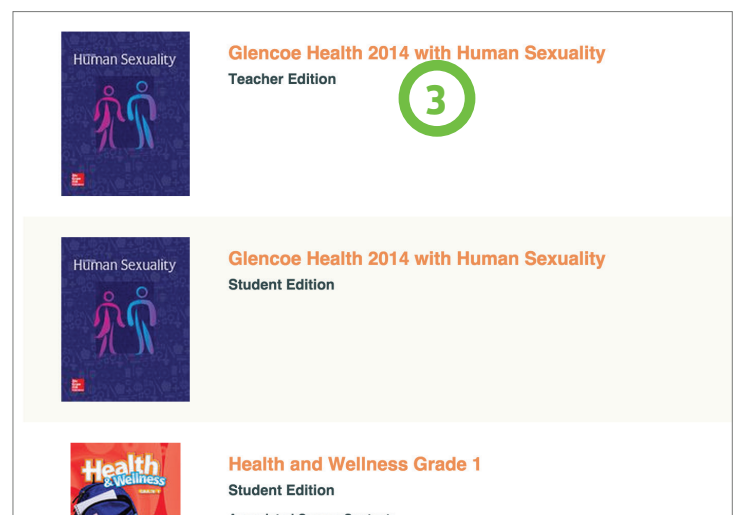 Human Sexuality
Glencoe Health 2014 with Human Sexuality
Teacher Edition
3
Human Sexuality
Glencoe Health 2014 with Human Sexuality
Student Edition
Health
& Wellness
Health and Wellness Grade 1
Student Edition